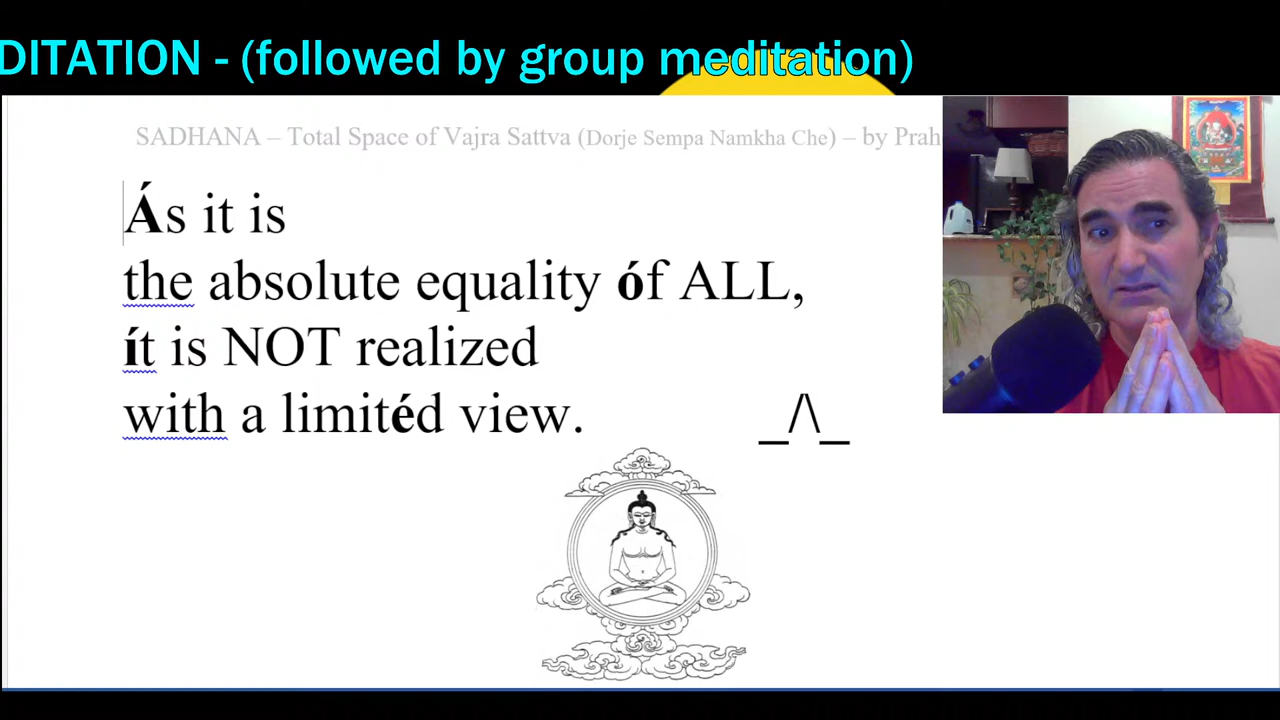 DITATION - (followed by group meditation)
SADHANA – Total Space of Vajra Sattva (Dorje Sempa Namkha Che) – by Prah
Ás it is
the absolute equality óf ALL,
ít is NOT realized
with a limitéd view. _/\_